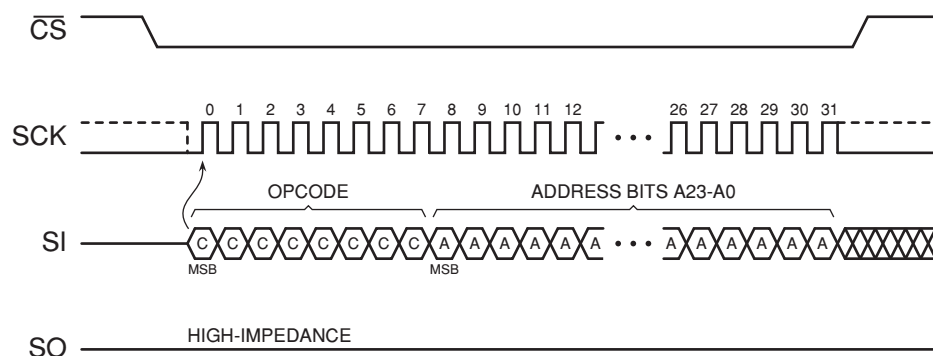 CS
0 1 2 3 4 5 6 7 8 9 10 11 12 26 27 28 29 30 31
SCK
OPCODE ADDRESS BITS A23-A0
SI C C C C C C C C A A A A A A A A A A A A
MSB MSB
HIGH-IMPEDANCE
SO